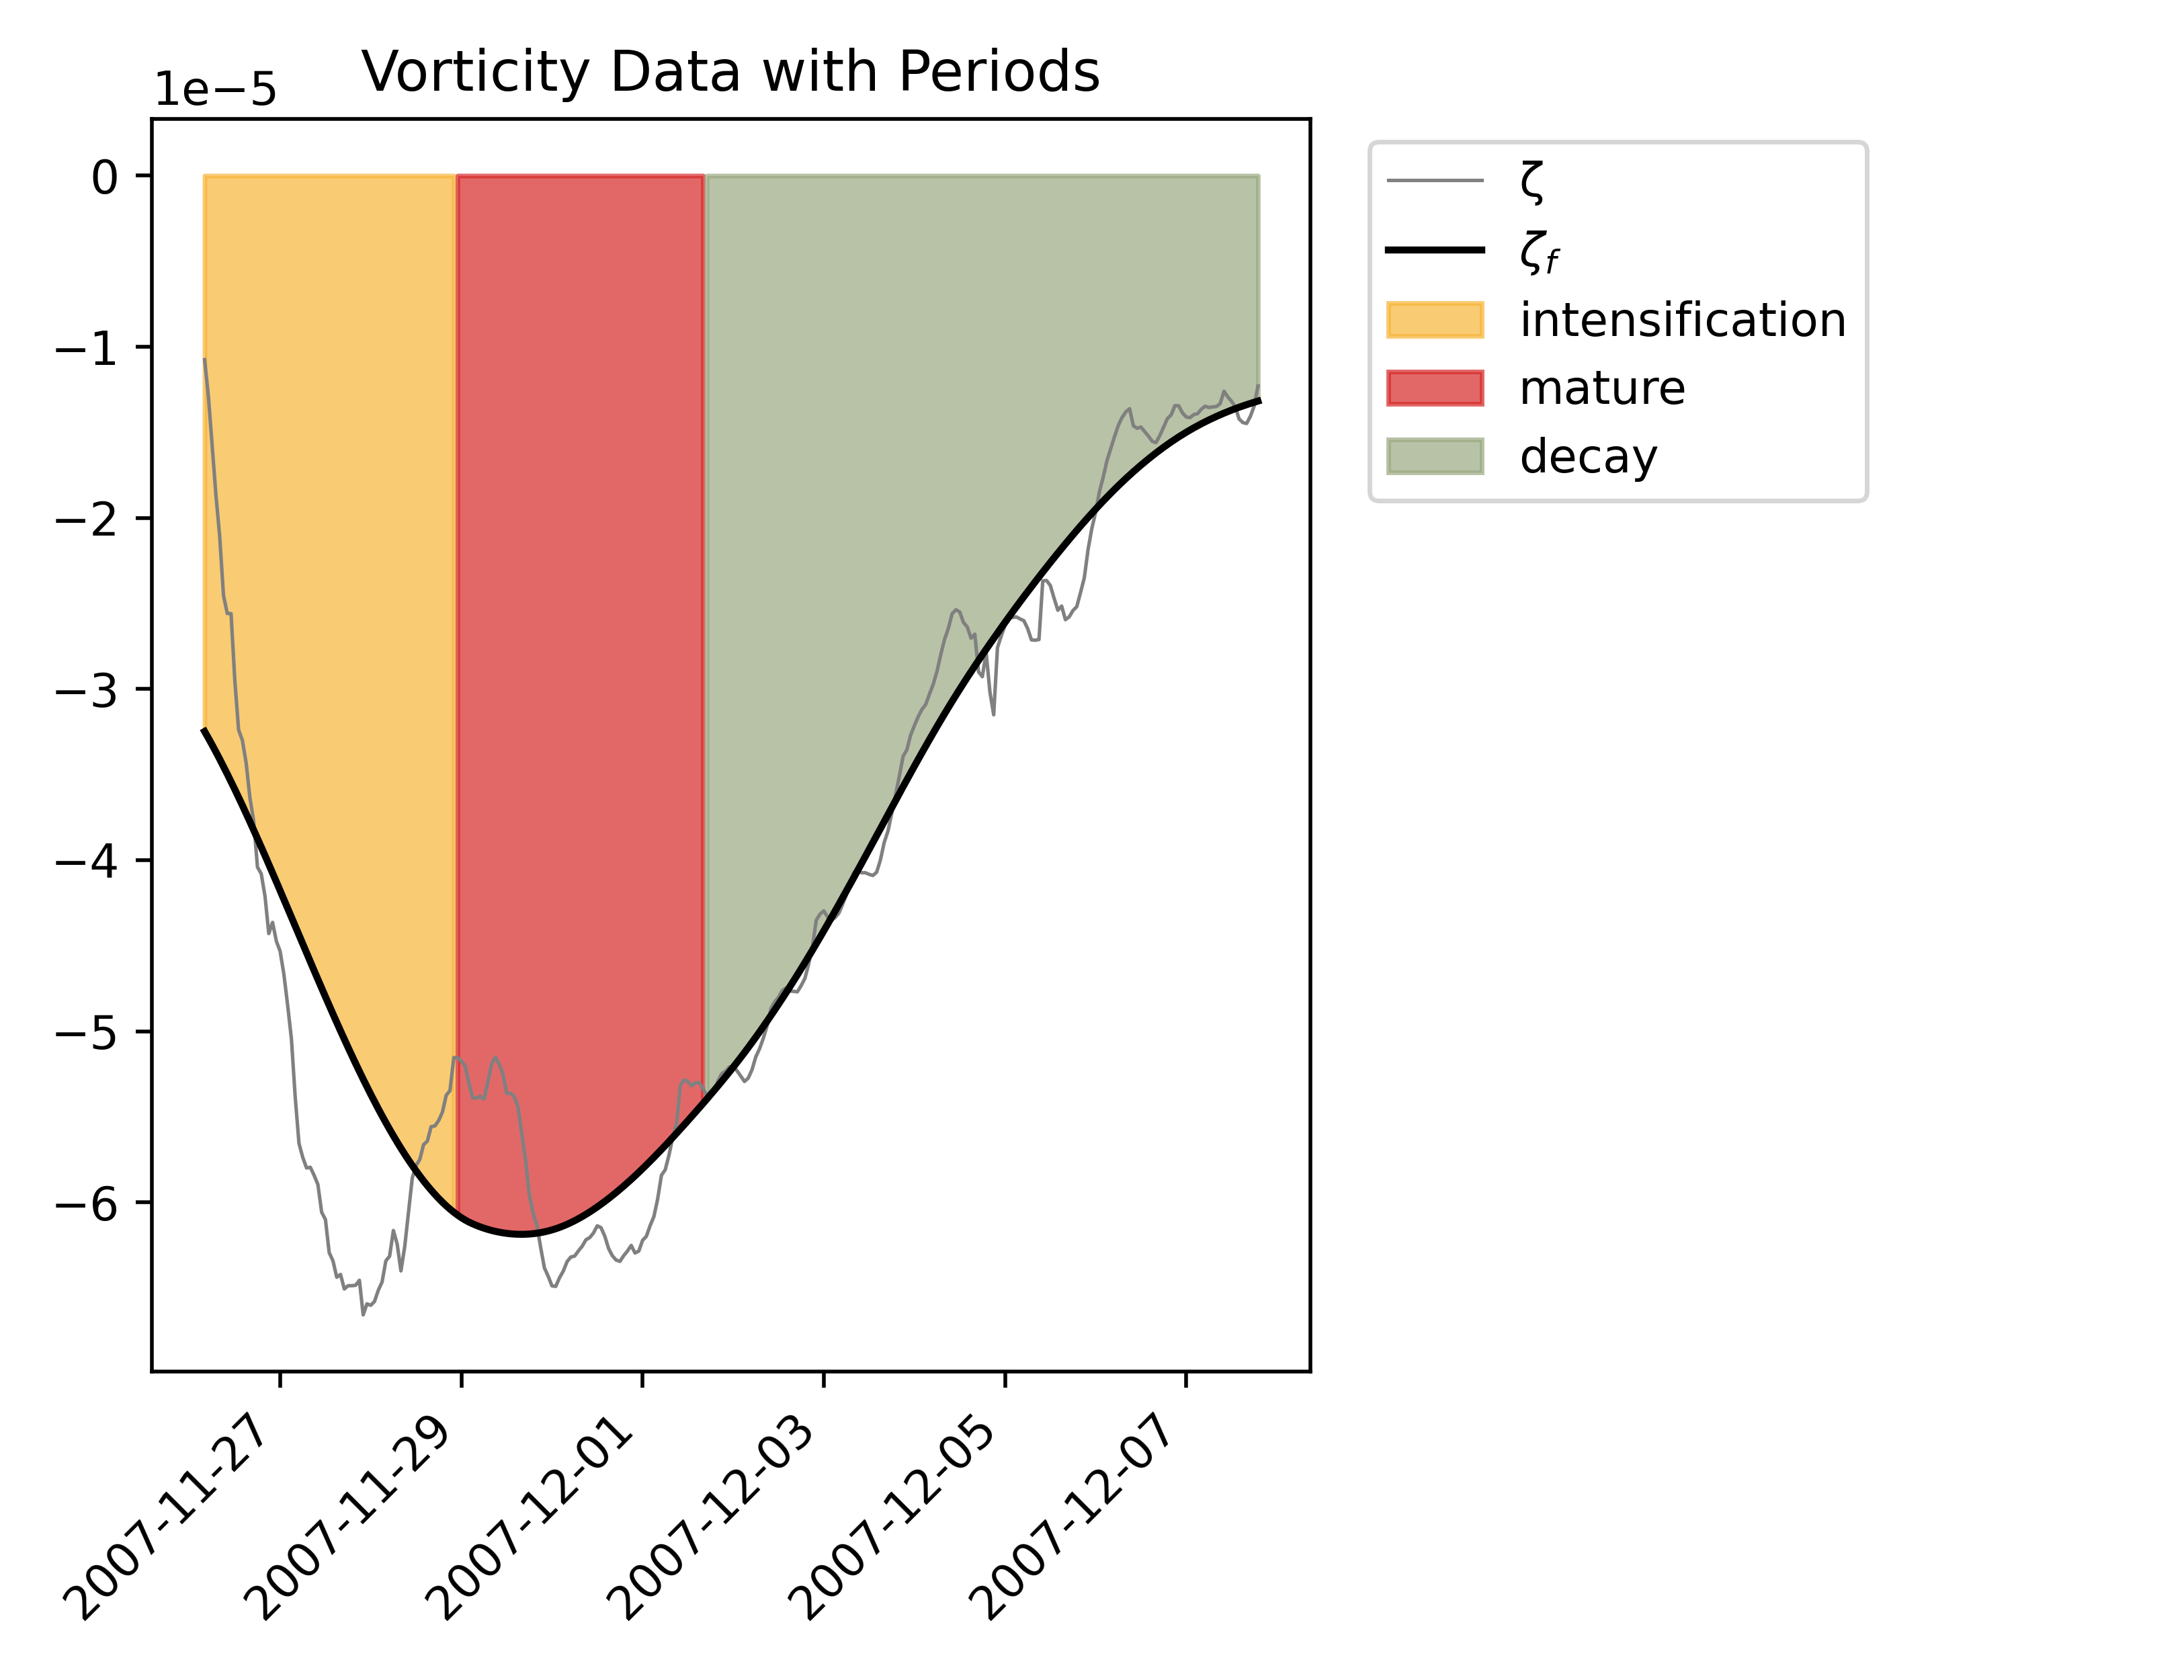 Vorticity Data with Periods
1e−5
0
−1
−2
−3
−4
−5
−6
2007-11-27
2007-11-29
2007-12-01
2007-12-03
2007-12-05
2007-12-07
ζ
ζf
intensification
mature
decay